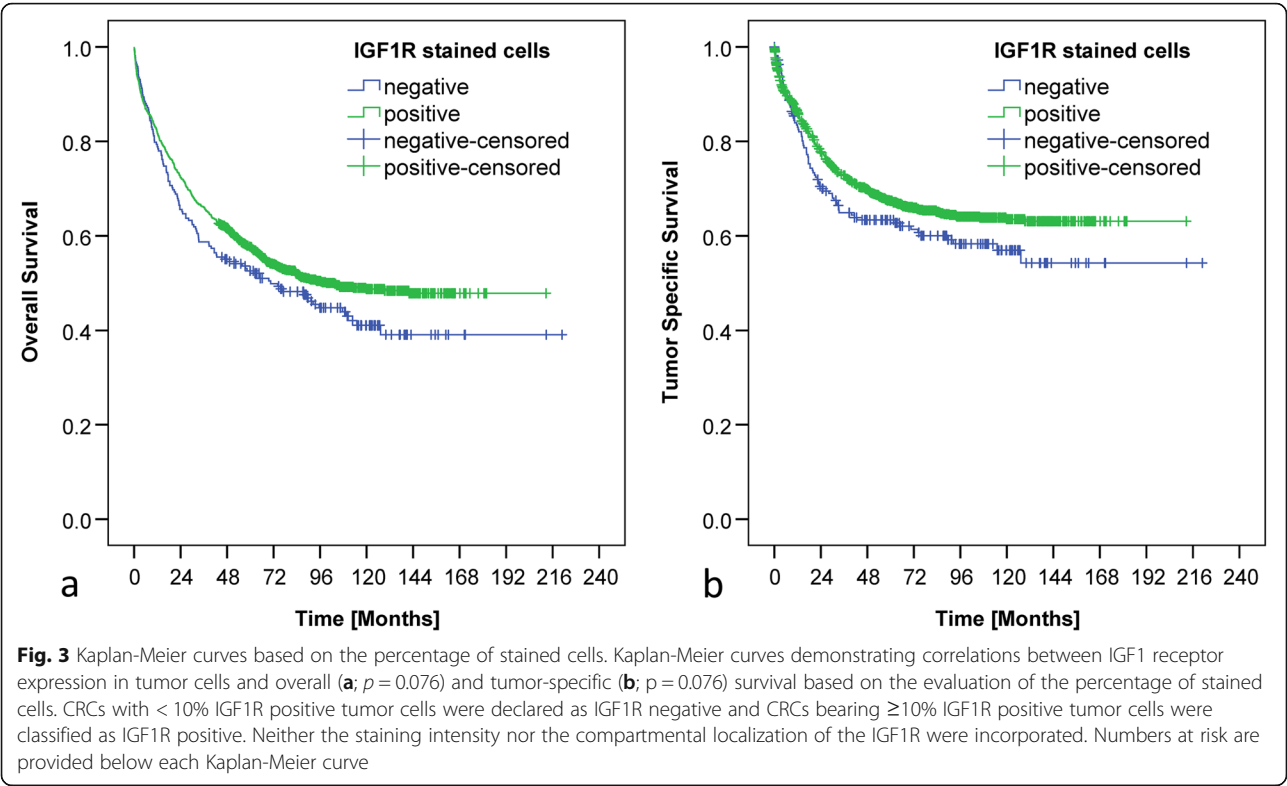 IGF1R stained cells
negative
positive
negative-censored
positive-censored
1.0
0.8
0.6
0.4
0.2
0.0
Overall Survival
0 24 48 72 96 120 144 168 192 216 240
Time [Months]
a
IGF1R stained cells
negative
positive
negative-censored
positive-censored
1.0
0.8
0.6
0.4
0.2
0.0
Tumor Specific Survival
0 24 48 72 96 120 144 168 192 216 240
Time [Months]
b
Fig. 3 Kaplan-Meier curves based on the percentage of stained cells. Kaplan-Meier curves demonstrating correlations between IGF1 receptor
expression in tumor cells and overall (a; p = 0.076) and tumor-specific (b; p = 0.076) survival based on the evaluation of the percentage of stained
cells. CRCs with < 10% IGF1R positive tumor cells were declared as IGF1R negative and CRCs bearing ≥10% IGF1R positive tumor cells were
classified as IGF1R positive. Neither the staining intensity nor the compartmental localization of the IGF1R were incorporated. Numbers at risk are
provided below each Kaplan-Meier curve